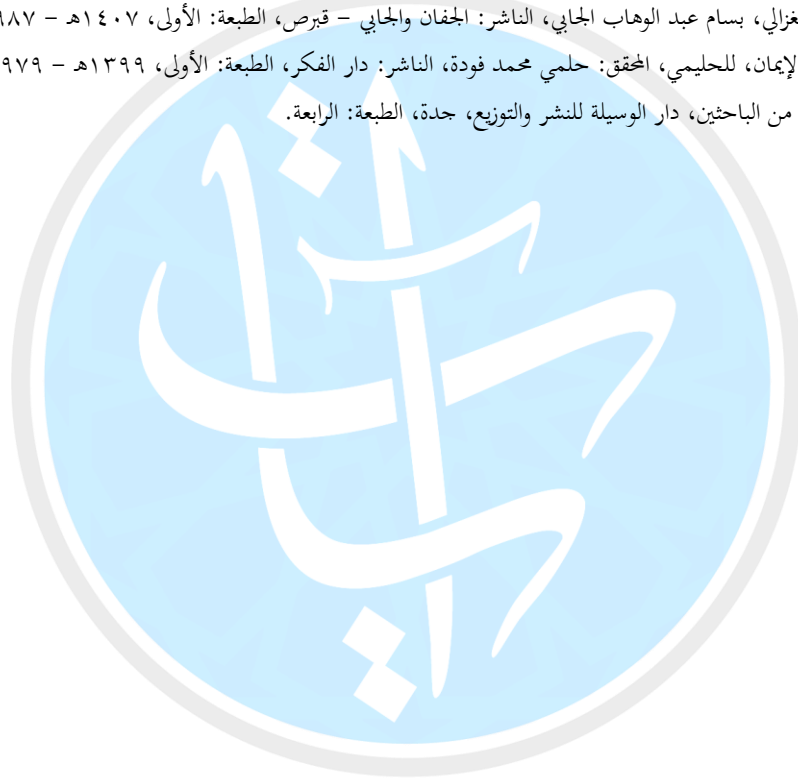 غزالي، بسام عبد الوهاب الجابي، الناشر: الجفان والجابي – قبرص، الطبعة: الأولى، ١٤٠٧هـ – ٩٨٧
لإيمان، للحليمي، المحقق: حلمي محمد فودة، الناشر: دار الفكر، الطبعة: الأولى، ١٣٩٩هـ – ٩٧٩
من الباحثين، دار الوسيلة للنشر والتوزيع، جدة، الطبعة: الرابعة.